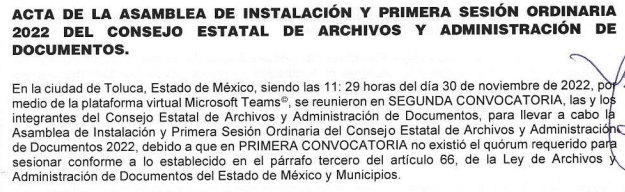 ACTA DE LA ASAMBLEA DE INSTALACIÓN Y PRIMERA SESIÓN ORDINARIA
2022 DEL CONSEJO ESTATAL DE ARCHIVOS Y ADMINISTRACIÓN DE
DOCUMENTOS.
En la ciudad de Toluca, Estado de México, siendo las 11: 29 horas del día 30 de noviembre de 2022, por
medio de la plataforma virtual Microsoft Teams©, se reunieron en SEGUNDA CONVOCATORIA, las y los
integrantes del Consejo Estatal de Archivos y Administración de Documentos, para llevar a cabo la
Asamblea de Instalación y Primera Sesión Ordinaria del Consejo Estatal de Archivos y Administración
de Documentos 2022, debido a que en PRIMERA CONVOCATORIA no existió el quórum requerido para
sesionar conforme a lo establecido en el párrafo tercero del artículo 66, de la Ley de Archivos y
Administración de Documentos del Estado de México y Municipios.